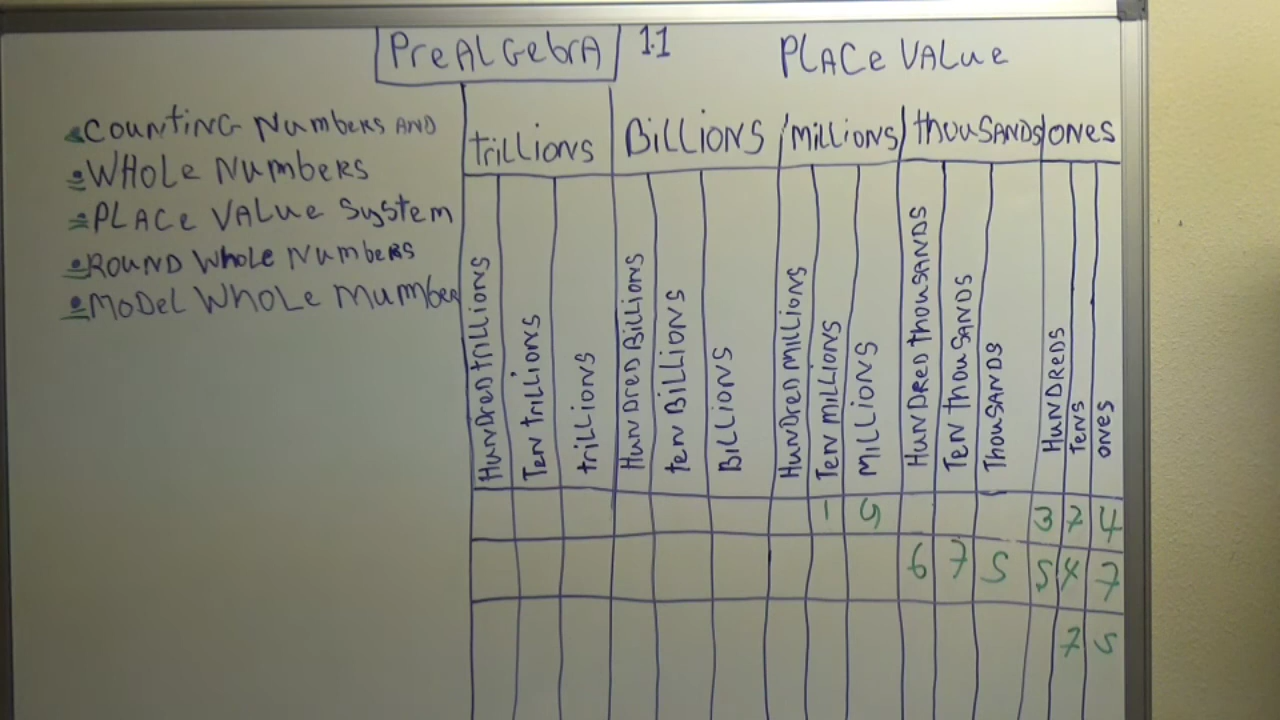 PreALGebrA 1.1 PLACe VALue
COUNTiNG NumbeRS AND
WHOLe NumbeRS
PLACe VALue System
ROUND WHole NumbeRS
MoDeL WHOLe Mumber
trillions BiLLiONS Millions thouSANDS ones
HunDreD trillions Ten trillions trillions HunDreD Billions ten Billions BiLLions HunDreD Millions Ten millions Millions HunDreD thousANDS Ten thouSANDS ThouSANDS HunDreDS tens ones
1 9 3 7 4
6 7 5 5 4 7
7 5